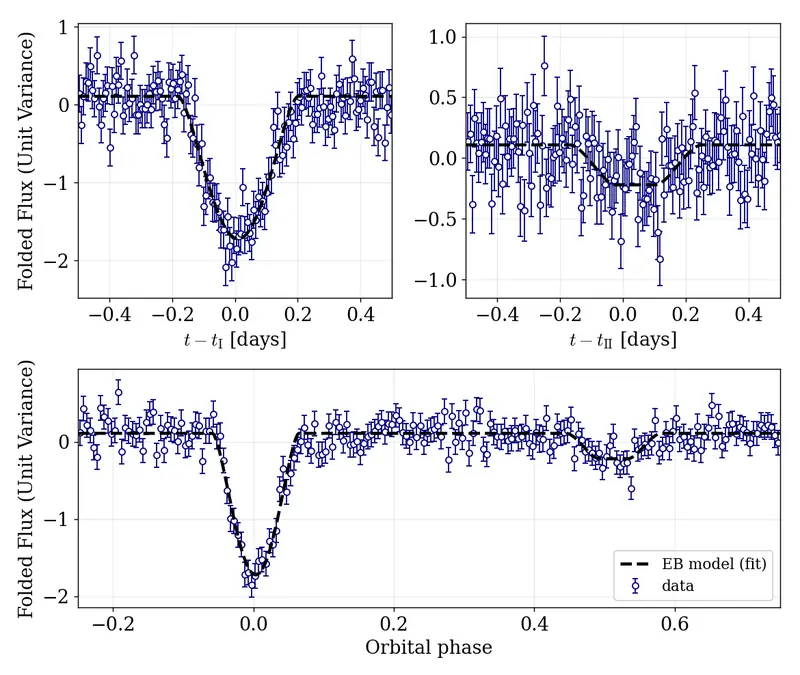 Folded Flux (Unit Variance)
1
0
−1
−2
−0.4 −0.2 0.0 0.2 0.4
t − tI [days]
1.0
0.5
0.0
−0.5
−1.0
−0.4 −0.2 0.0 0.2 0.4
t − tII [days]
Folded Flux (Unit Variance)
0
−1
−2
−0.2 0.0 0.2 0.4 0.6
Orbital phase
EB model (fit)
data